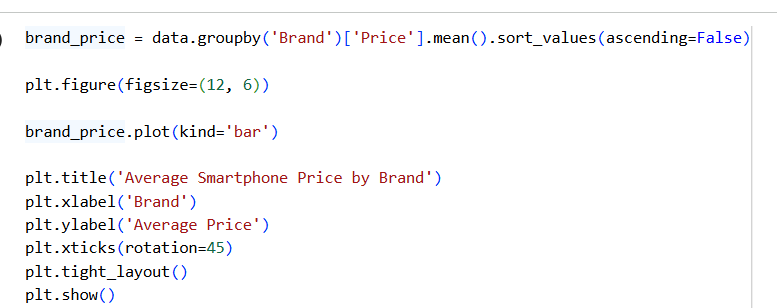 brand_price = data.groupby('Brand')['Price'].mean().sort_values(ascending=False)
plt.figure(figsize=(12, 6))
brand_price.plot(kind='bar')
plt.title('Average Smartphone Price by Brand')
plt.xlabel('Brand')
plt.ylabel('Average Price')
plt.xticks(rotation=45)
plt.tight_layout()
plt.show()